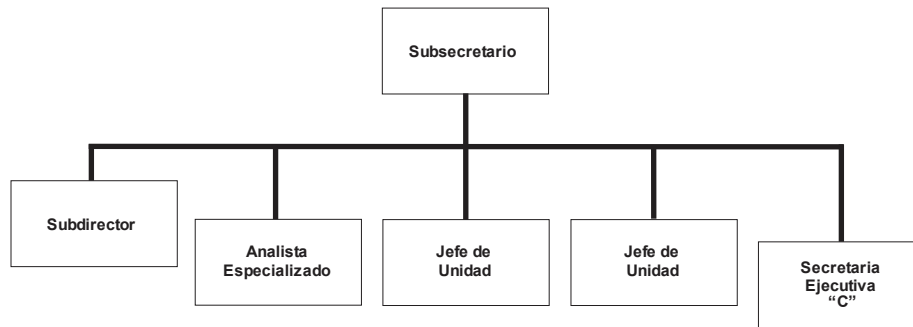 Subsecretario
Subdirector
Analista
Especializado
Jefe de
Unidad
Jefe de
Unidad
Secretaria
Ejecutiva
“C”